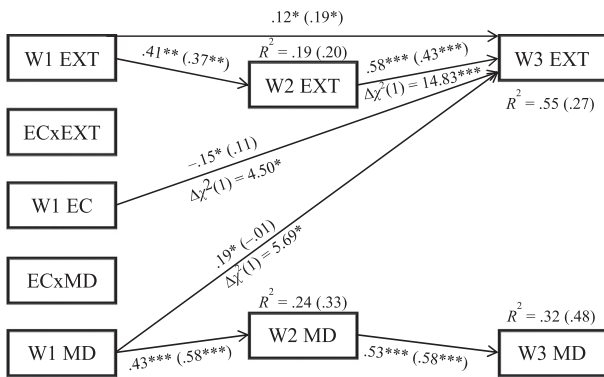 .12* (.19*)
W1 EXT
.41** (.37**)
R² = .19 (.20)
W2 EXT
.58*** (.43***)
Δχ²(1) = 14.83***
W3 EXT
R² = .55 (.27)
ECxEXT
–.15* (.11)
Δχ²(1) = 4.50*
W1 EC
.19* (–.01)
Δχ²(1) = 5.69*
ECxMD
W1 MD
.43*** (.58***)
R² = .24 (.33)
W2 MD
.53*** (.58***)
R² = .32 (.48)
W3 MD